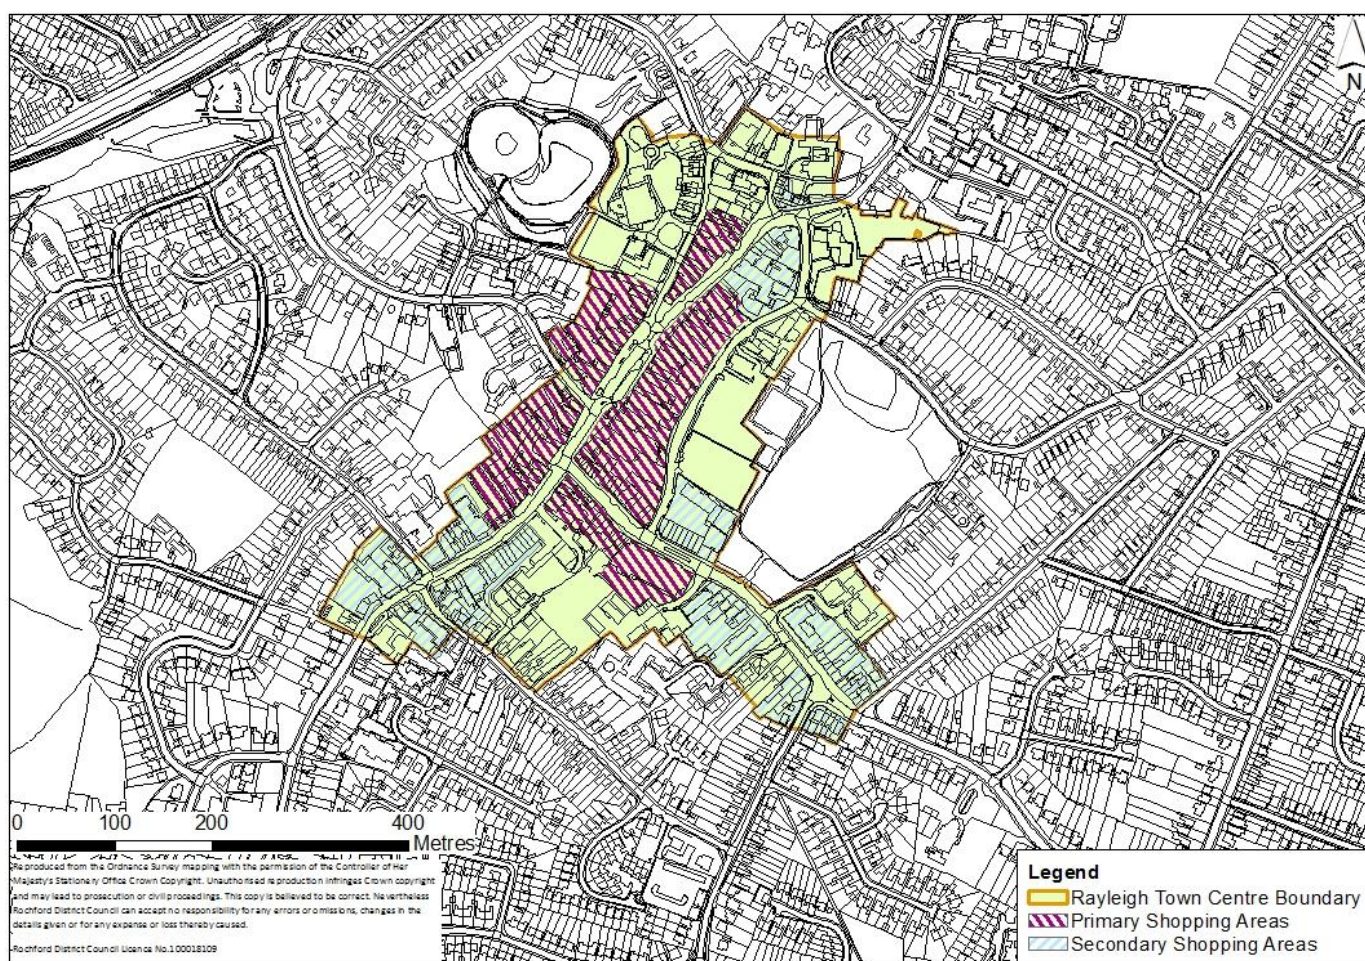 N
0 100 200 400
Metres
Reproduced from the Ordnance Survey mapping with the permission of the Controller of Her
Majesty's Stationery Office Crown Copyright. Unauthorised reproduction infringes Crown copyright
and may lead to prosecution or civil proceedings. This copy is believed to be correct. Nevertheless
Rochford District Council can accept no responsibility for any errors or omissions, changes in the
details given or for any expense or loss thereby caused.
Rochford District Council Licence No.100018109
Legend
Rayleigh Town Centre Boundary
Primary Shopping Areas
Secondary Shopping Areas